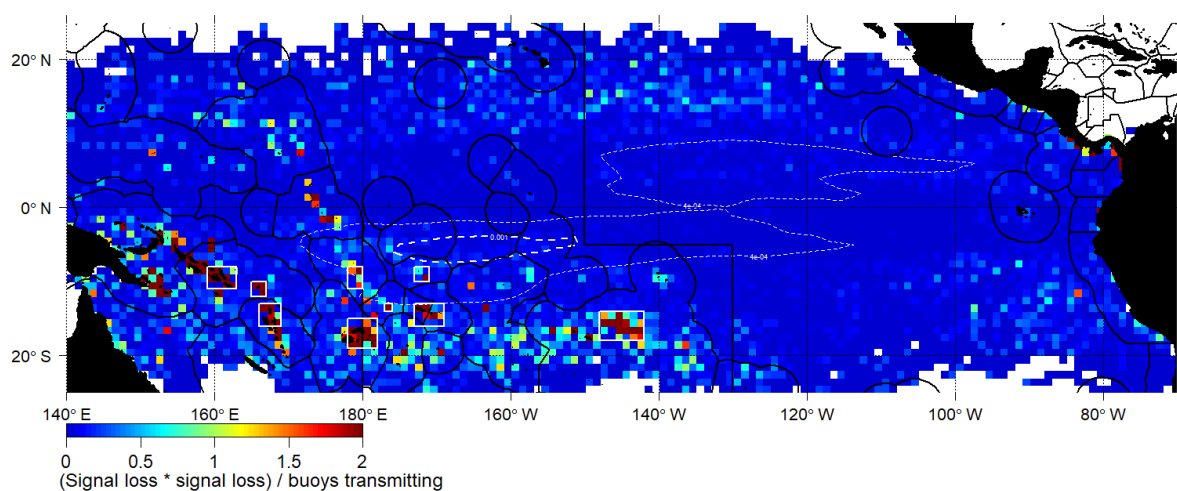 20° N
0° N
20° S
4e-04
0.001
4e-04
140° E
160° E
180° E
160° W
140° W
120° W
100° W
80° W
0
0.5
1
1.5
2
(Signal loss * signal loss) / buoys transmitting